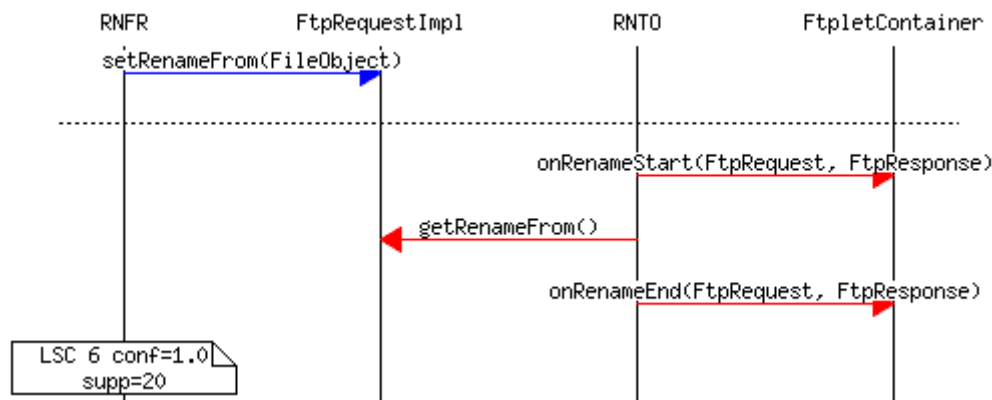 RNFR FtpRequestImpl RNTO FtpletContainer
setRenameFrom(FileObject)
onRenameStart(FtpRequest, FtpResponse)
getRenameFrom()
onRenameEnd(FtpRequest, FtpResponse)
LSC 6 conf=1.0
supp=20